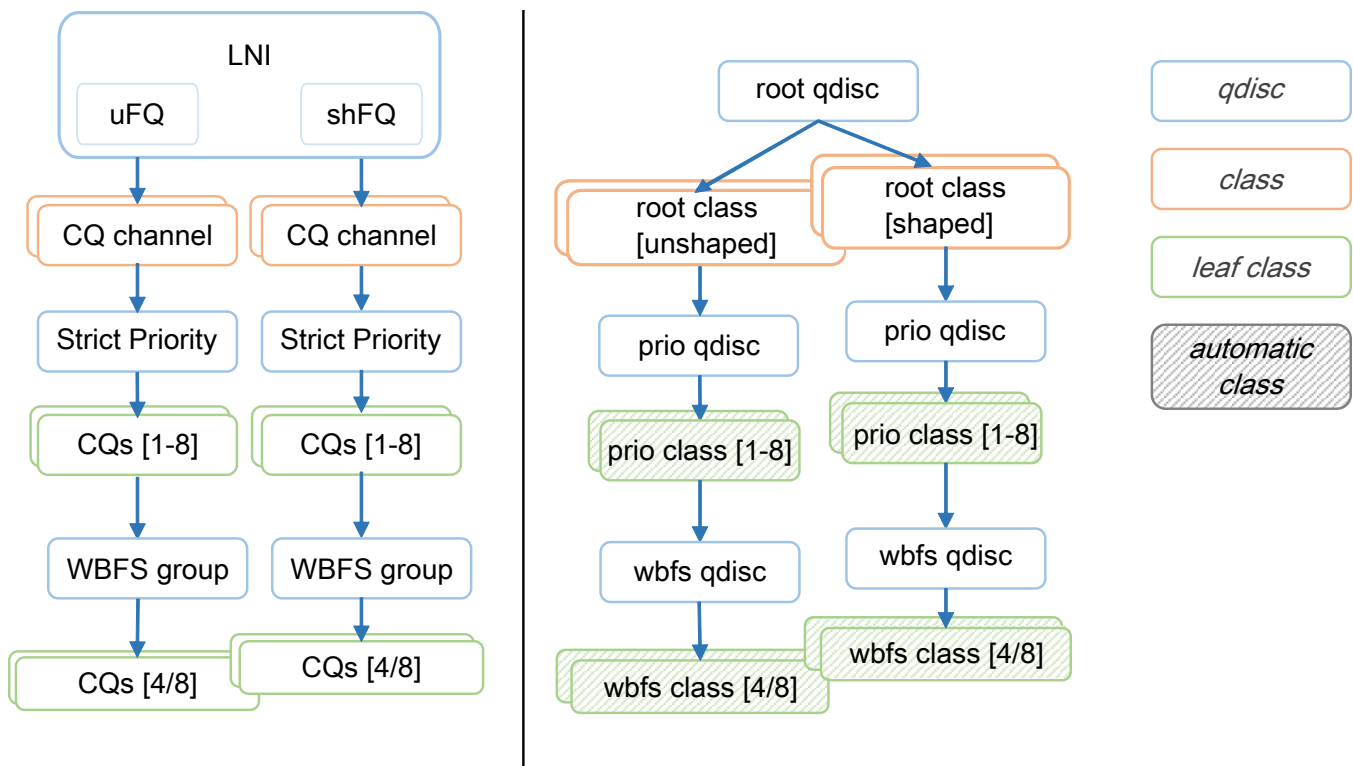 LNI
uFQ
shFQ
CQ channel
CQ channel
Strict Priority
Strict Priority
CQs [1-8]
CQs [1-8]
WBFS group
WBFS group
CQs [4/8]
CQs [4/8]
root qdisc
root class
[unshaped]
root class
[shaped]
prio qdisc
prio qdisc
prio class [1-8]
prio class [1-8]
wbfs qdisc
wbfs qdisc
wbfs class [4/8]
wbfs class [4/8]
qdisc
class
leaf class
automatic
class